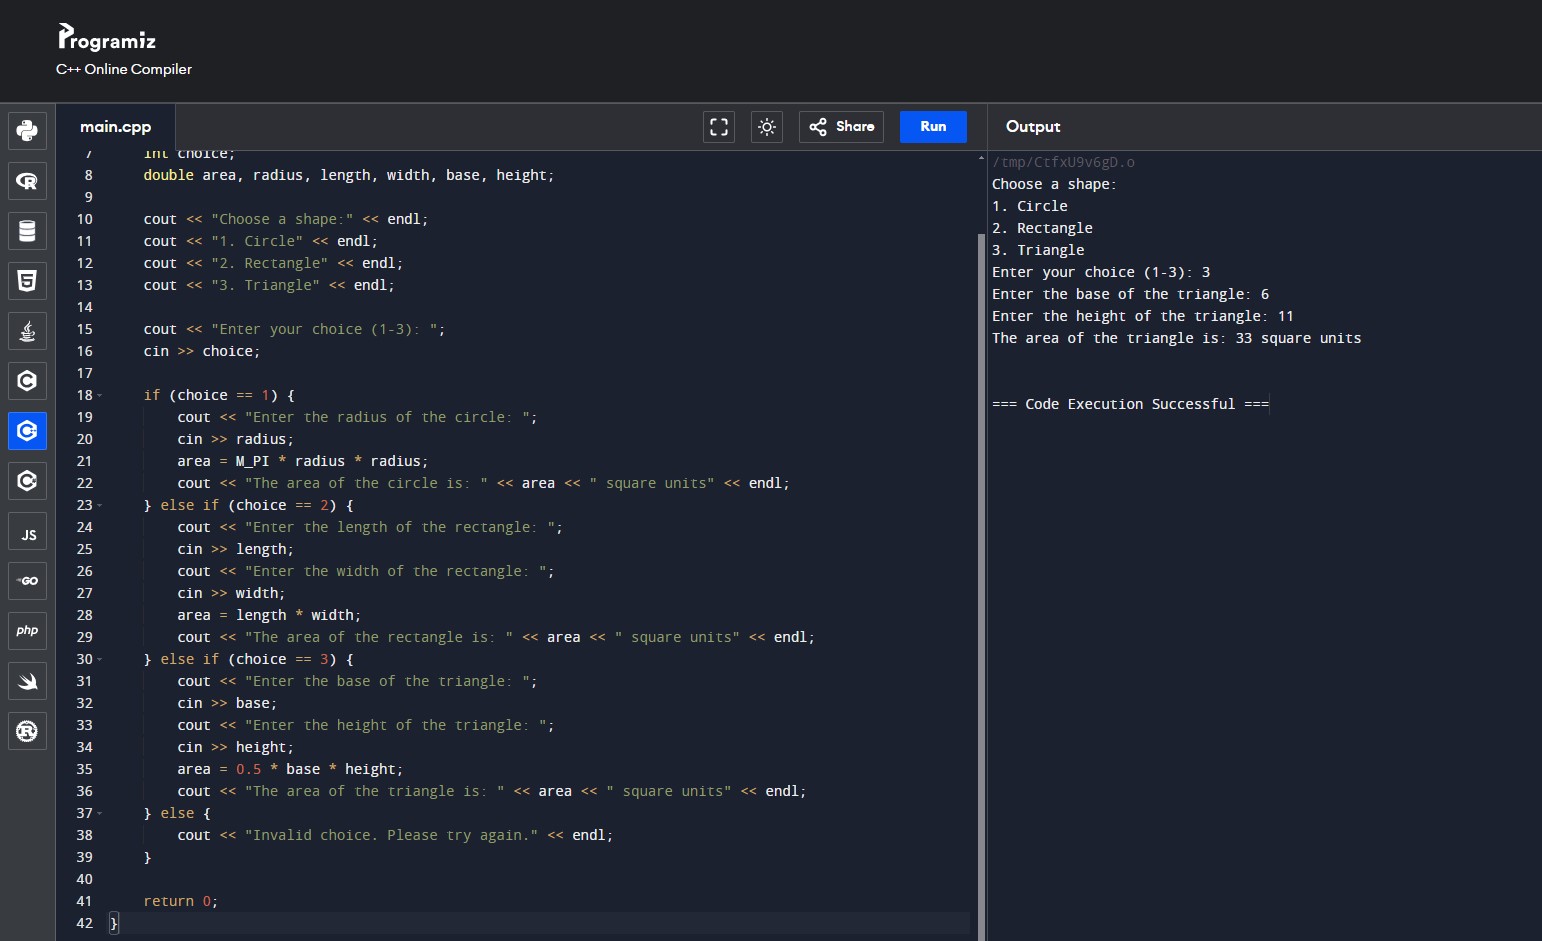 Programiz
C++ Online Compiler
main.cpp
Share
Run
Output
7     int choice;
8     double area, radius, length, width, base, height;
9
10     cout << "Choose a shape:" << endl;
11     cout << "1. Circle" << endl;
12     cout << "2. Rectangle" << endl;
13     cout << "3. Triangle" << endl;
14
15     cout << "Enter your choice (1-3): ";
16     cin >> choice;
17
18     if (choice == 1) {
19         cout << "Enter the radius of the circle: ";
20         cin >> radius;
21         area = M_PI * radius * radius;
22         cout << "The area of the circle is: " << area << " square units" << endl;
23     } else if (choice == 2) {
24         cout << "Enter the length of the rectangle: ";
25         cin >> length;
26         cout << "Enter the width of the rectangle: ";
27         cin >> width;
28         area = length * width;
29         cout << "The area of the rectangle is: " << area << " square units" << endl;
30     } else if (choice == 3) {
31         cout << "Enter the base of the triangle: ";
32         cin >> base;
33         cout << "Enter the height of the triangle: ";
34         cin >> height;
35         area = 0.5 * base * height;
36         cout << "The area of the triangle is: " << area << " square units" << endl;
37     } else {
38         cout << "Invalid choice. Please try again." << endl;
39     }
40
41     return 0;
42 }
/tmp/CtfxU9v6gD.o
Choose a shape:
1. Circle
2. Rectangle
3. Triangle
Enter your choice (1-3): 3
Enter the base of the triangle: 6
Enter the height of the triangle: 11
The area of the triangle is: 33 square units
=== Code Execution Successful ===
R
5
C
C
C
JS
GO
php
R